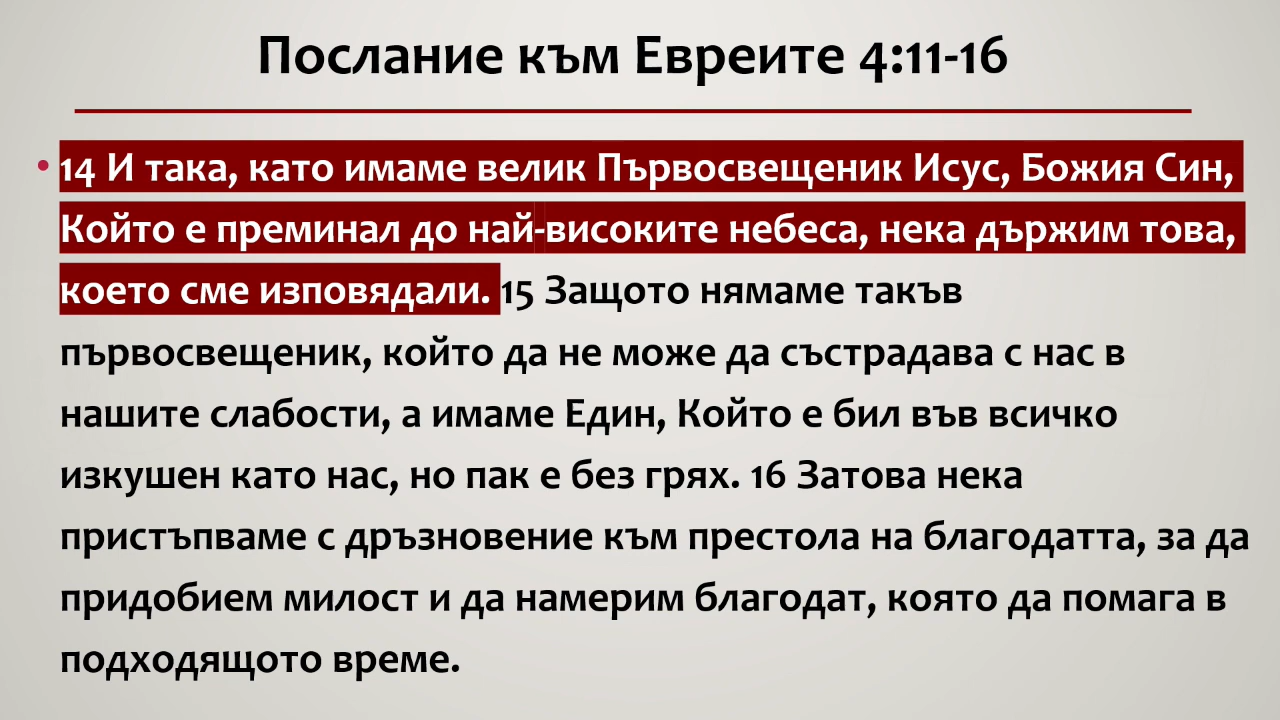 Послание към Евреите 4:11-16
• 14 И така, като имаме велик Първосвещеник Исус, Божия Син,
Който е преминал до най-високите небеса, нека държим това,
което сме изповядали. 15 Защото нямаме такъв
първосвещеник, който да не може да състрадава с нас в
нашите слабости, а имаме Един, Който е бил във всичко
изкушен като нас, но пак е без грях. 16 Затова нека
пристъпваме с дръзновение към престола на благодатта, за да
придобием милост и да намерим благодат, която да помага в
подходящото време.